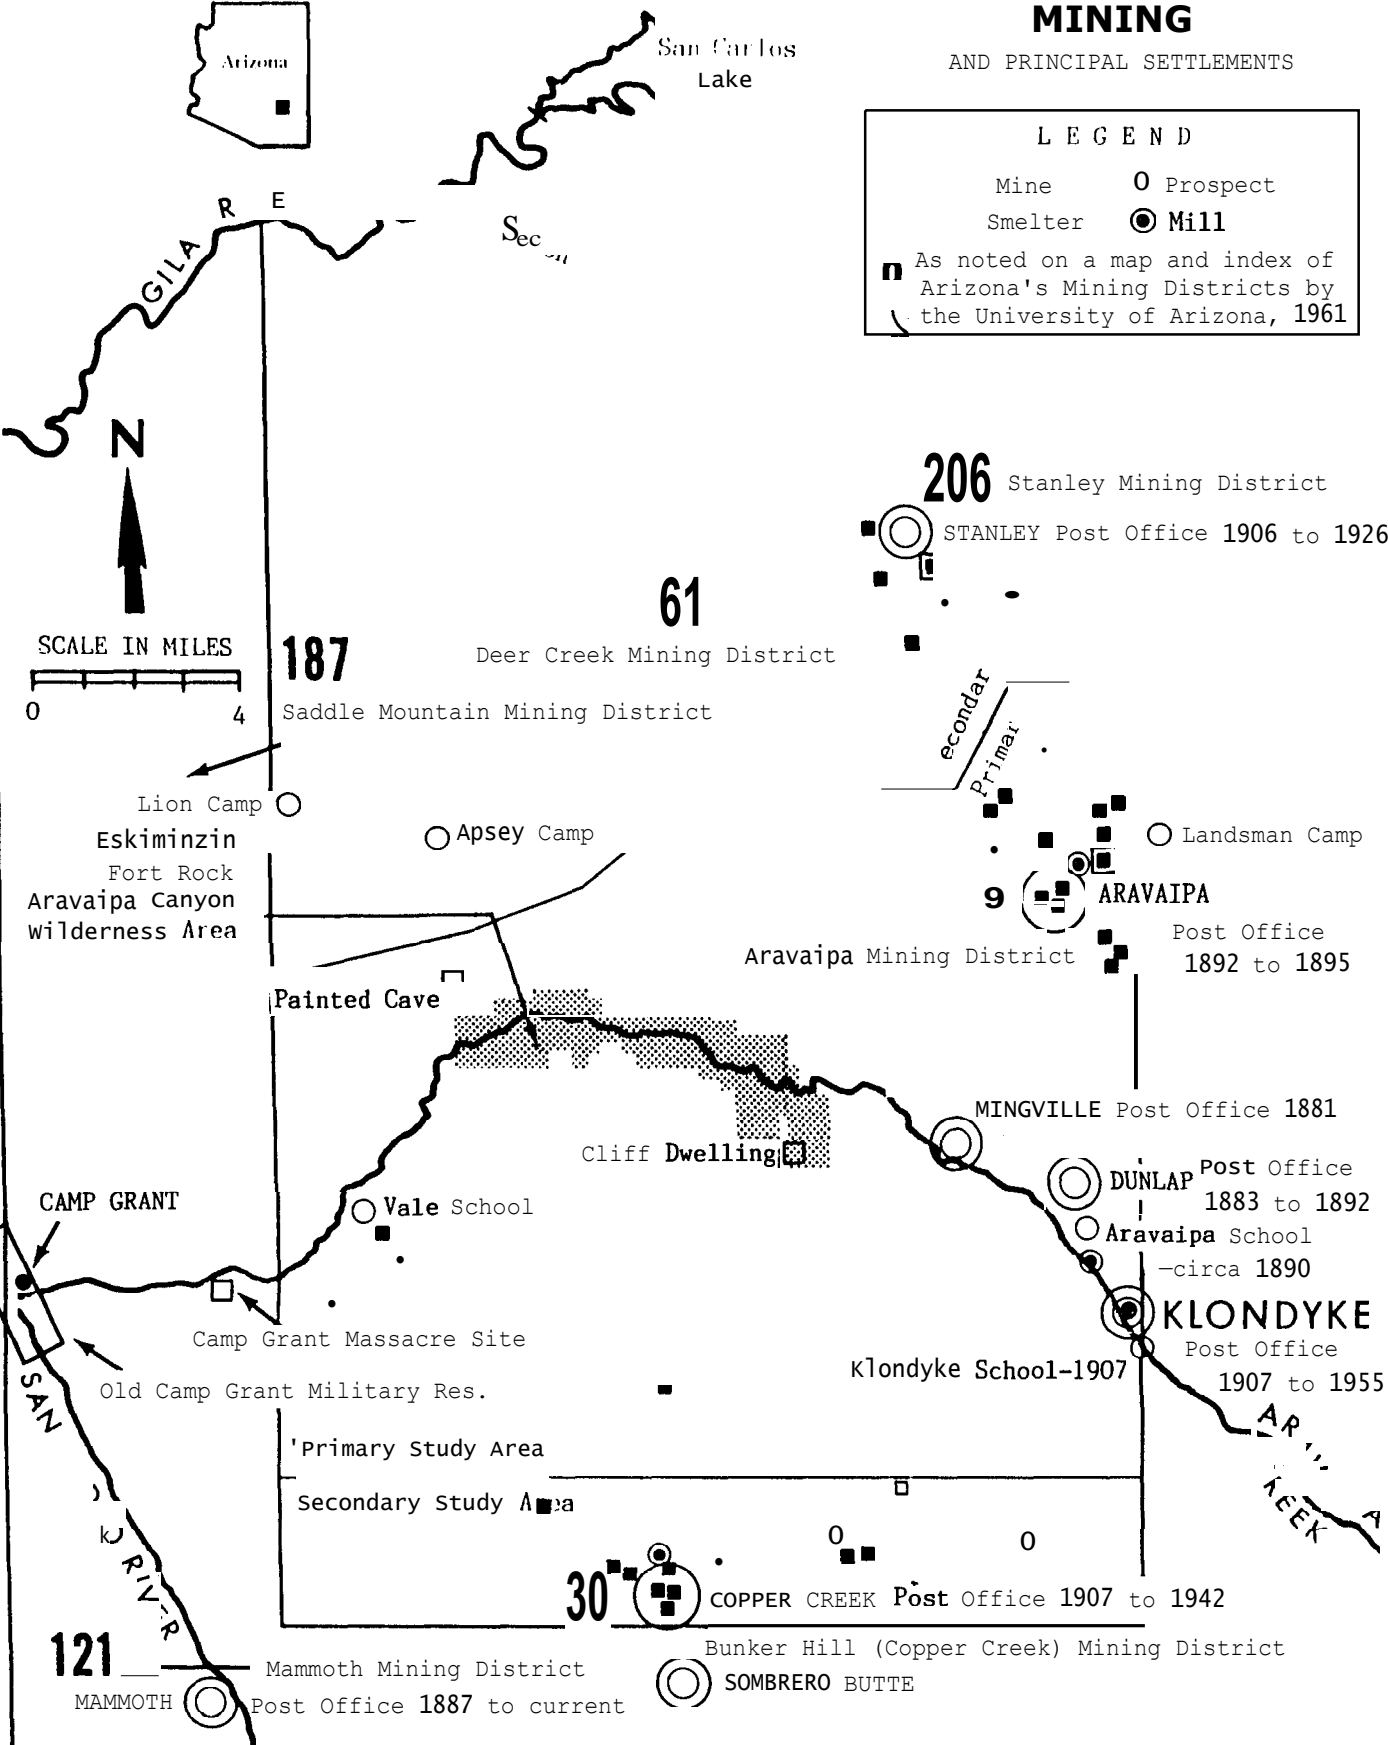 MINING
AND PRINCIPAL SETTLEMENTS
Arizona
San Carlos
Lake
LEGEND
Mine O Prospect
Smelter Mill
As noted on a map and index of
Arizona's Mining Districts by
the University of Arizona, 1961
GILA R E
Sec
N
SCALE IN MILES
0 4
206 Stanley Mining District
STANLEY Post Office 1906 to 1926
61
Deer Creek Mining District
187
Saddle Mountain Mining District
econdar
Primar
Lion Camp
Eskiminzin
Fort Rock
Aravaipa Canyon
Wilderness Area
Apsey Camp
Landsman Camp
9 ARAVAIPA
Post Office
1892 to 1895
Aravaipa Mining District
Painted Cave
MINGVILLE Post Office 1881
Cliff Dwelling
DUNLAP Post Office
1883 to 1892
Aravaipa School
—circa 1890
CAMP GRANT
Vale School
KLONDYKE
Post Office
1907 to 1955
Klondyke School-1907
Camp Grant Massacre Site
Old Camp Grant Military Res.
SAN
RIVER
AR
KEEK
A
'Primary Study Area
Secondary Study Area
O O
30
COPPER CREEK Post Office 1907 to 1942
Bunker Hill (Copper Creek) Mining District
SOMBRERO BUTTE
121
Mammoth Mining District
MAMMOTH Post Office 1887 to current